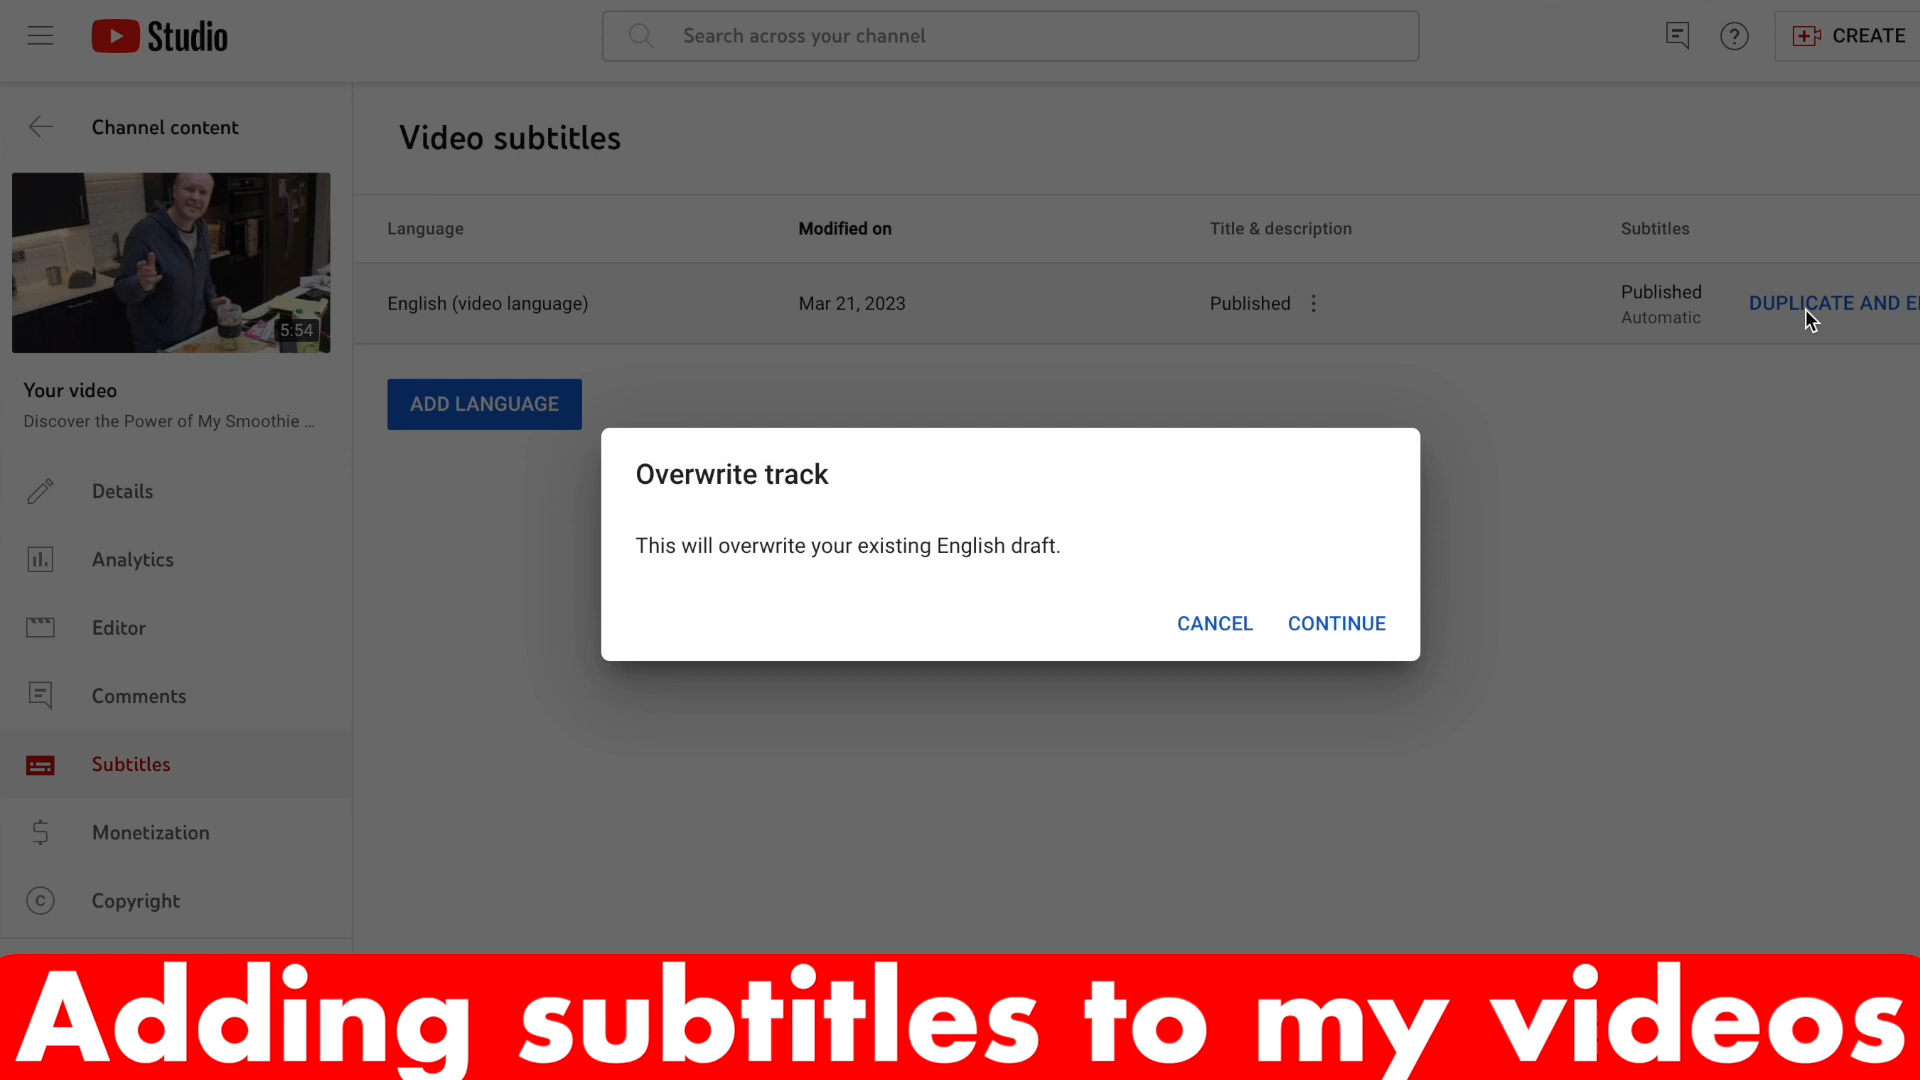 Studio
Search across your channel
CREATE
Channel content
5:54
Your video
Discover the Power of My Smoothie ...
Details
Analytics
Editor
Comments
Subtitles
Monetization
Copyright
Video subtitles
Language Modified on Title & description Subtitles
English (video language) Mar 21, 2023 Published Published
Automatic
DUPLICATE AND
ADD LANGUAGE
Overwrite track
This will overwrite your existing English draft.
CANCEL CONTINUE
Adding subtitles to my videos